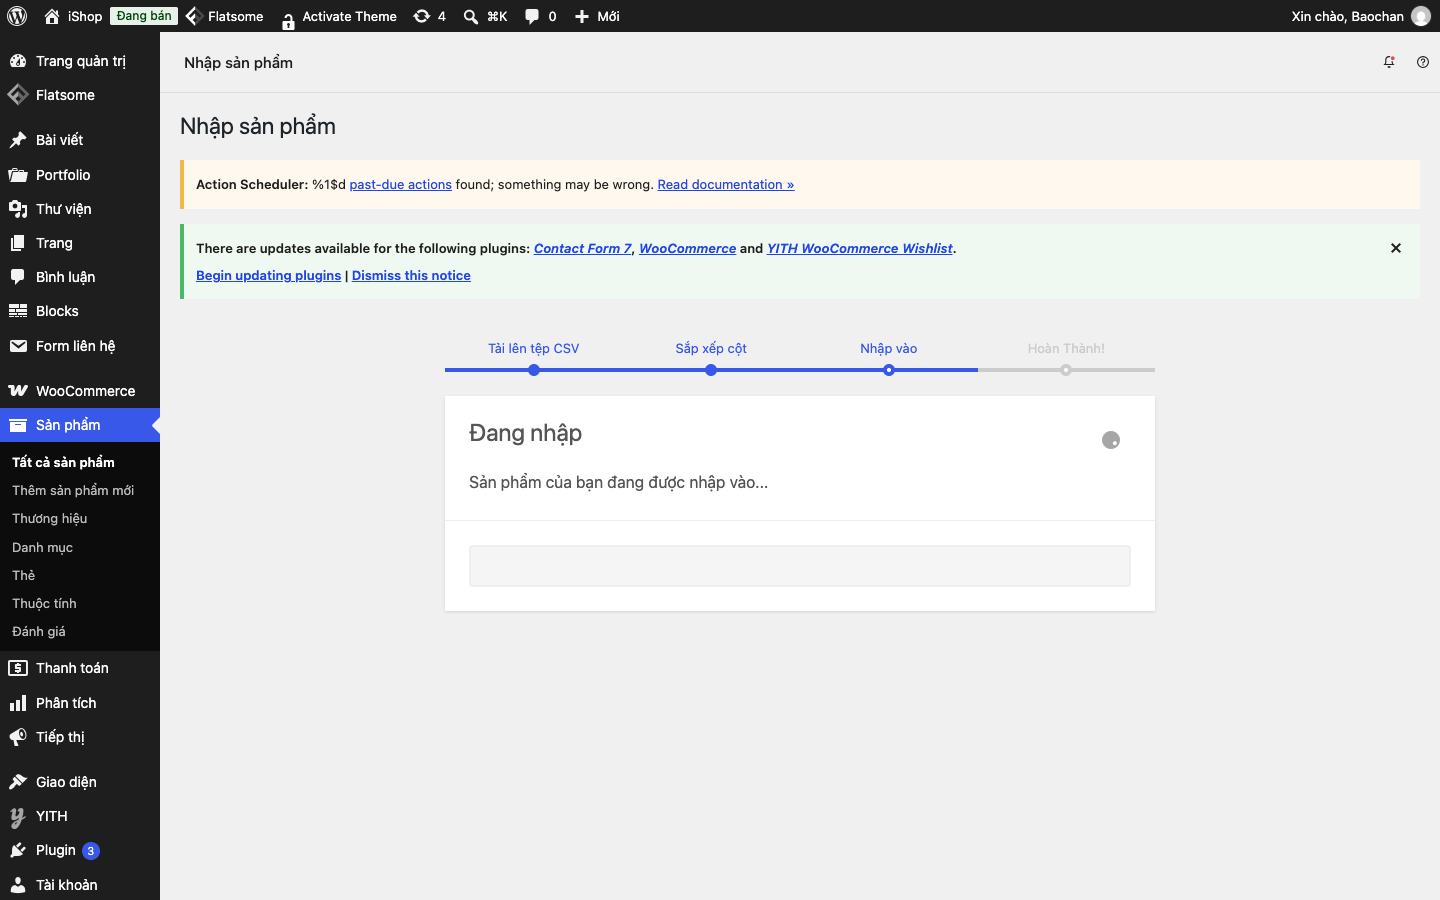 iShop Đang bán Flatsome Activate Theme 4 ⌘K 0 Mới Xin chào, Baochan
Trang quản trị
Flatsome
Bài viết
Portfolio
Thư viện
Trang
Bình luận
Blocks
Form liên hệ
WooCommerce
Sản phẩm
Tất cả sản phẩm
Thêm sản phẩm mới
Thương hiệu
Danh mục
Thẻ
Thuộc tính
Đánh giá
Thanh toán
Phân tích
Tiếp thị
Giao diện
YITH
Plugin 3
Tài khoản
Nhập sản phẩm
Nhập sản phẩm
Action Scheduler: %1$d past-due actions found; something may be wrong. Read documentation »
There are updates available for the following plugins: Contact Form 7, WooCommerce and YITH WooCommerce Wishlist.
Begin updating plugins | Dismiss this notice
Tải lên tệp CSV Sắp xếp cột Nhập vào Hoàn Thành!
Đang nhập
Sản phẩm của bạn đang được nhập vào...